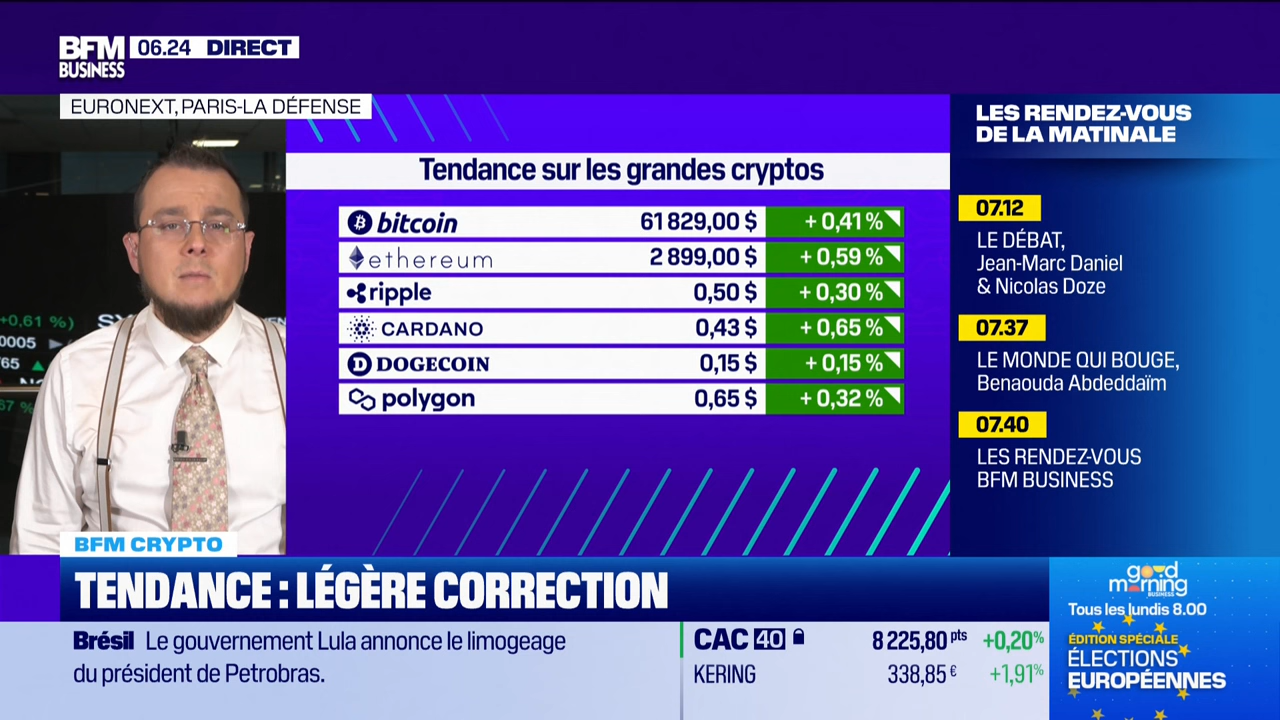 BFM
BUSINESS
06.24 DIRECT
EURONEXT, PARIS-LA DÉFENSE
+0,61 %)
0005
65
67 %
Tendance sur les grandes cryptos
bitcoin 61 829,00 $ + 0,41 %
ethereum 2 899,00 $ + 0,59 %
ripple 0,50 $ + 0,30 %
CARDANO 0,43 $ + 0,65 %
DOGECOIN 0,15 $ + 0,15 %
polygon 0,65 $ + 0,32 %
LES RENDEZ-VOUS
DE LA MATINALE
07.12
LE DÉBAT,
Jean-Marc Daniel
& Nicolas Doze
07.37
LE MONDE QUI BOUGE,
Benaouda Abdeddaïm
07.40
LES RENDEZ-VOUS
BFM BUSINESS
BFM CRYPTO
TENDANCE : LÉGÈRE CORRECTION
Brésil Le gouvernement Lula annonce le limogeage
du président de Petrobras.
CAC 40 8 225,80 pts +0,20%
KERING 338,85 € +1,91%
good
morning
BUSINESS
Tous les lundis 8.00
ÉDITION SPÉCIALE
ÉLECTIONS
EUROPÉENNES